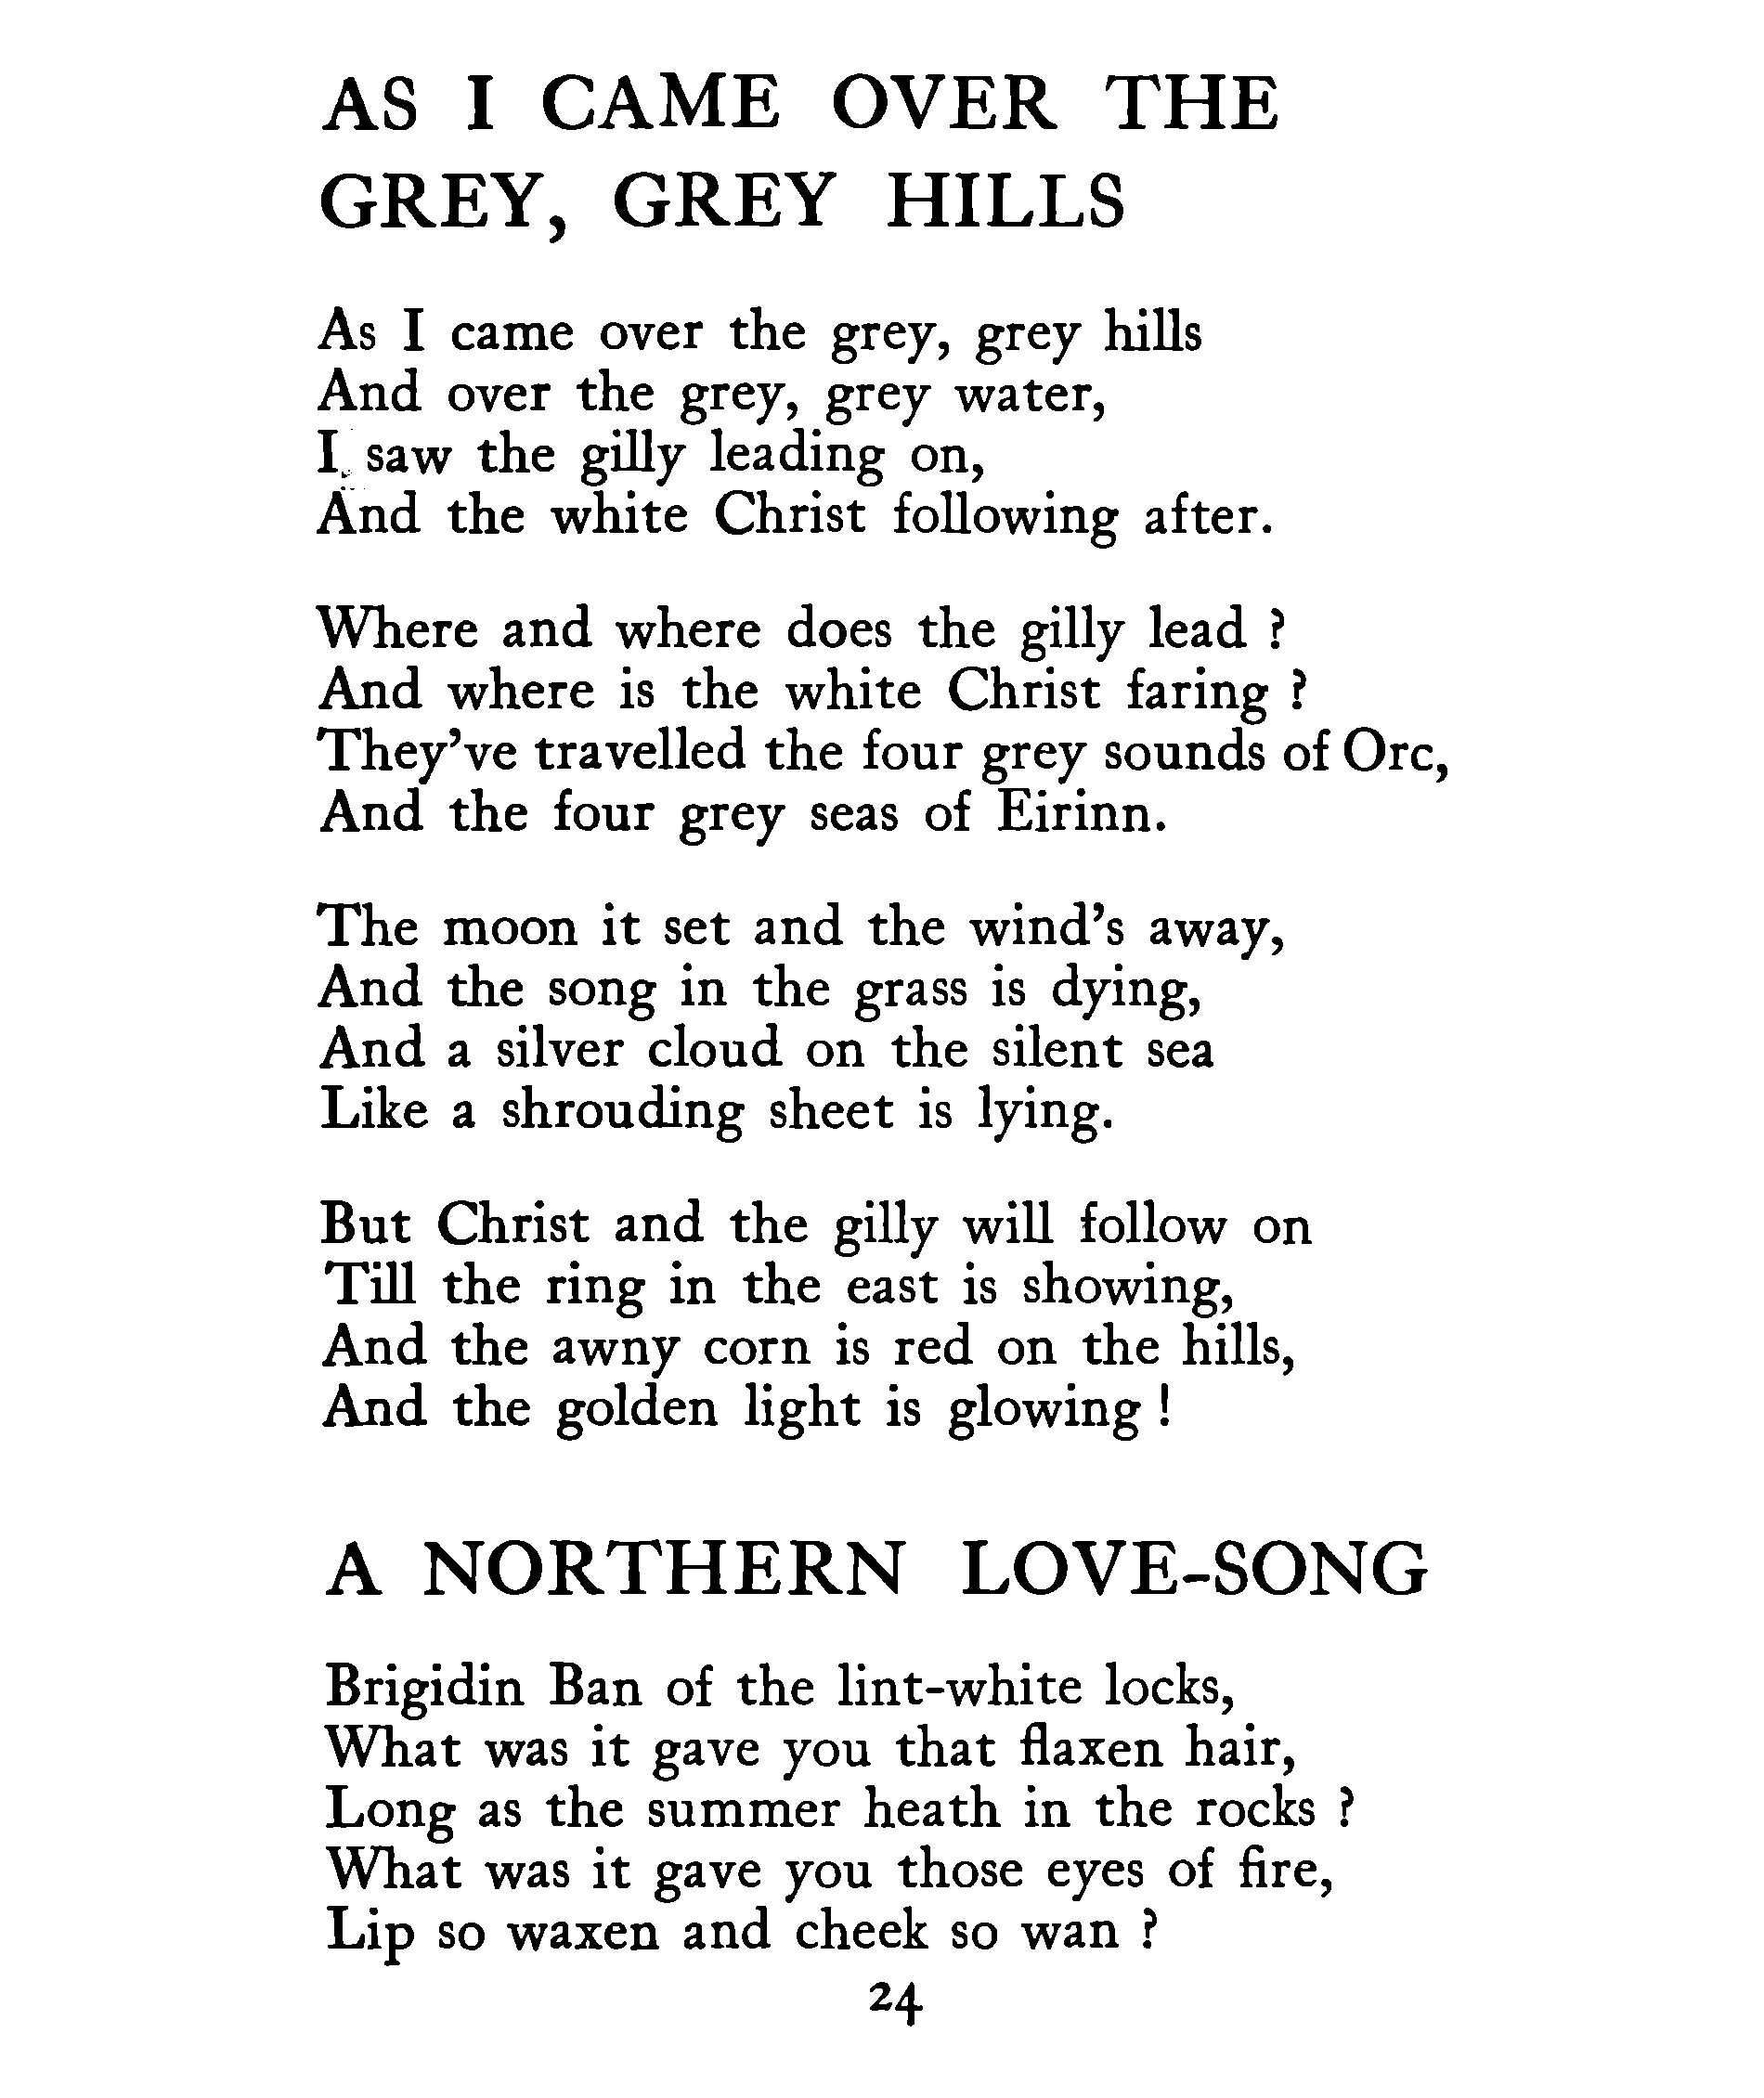 AS I CAME OVER THE
GREY, GREY HILLS
As I came over the grey, grey hills
And over the grey, grey water,
I saw the gilly leading on,
And the white Christ following after.
Where and where does the gilly lead ?
And where is the white Christ faring ?
They've travelled the four grey sounds of Orc,
And the four grey seas of Eirinn.
The moon it set and the wind's away,
And the song in the grass is dying,
And a silver cloud on the silent sea
Like a shrouding sheet is lying.
But Christ and the gilly will follow on
Till the ring in the east is showing,
And the awny corn is red on the hills,
And the golden light is glowing !
A NORTHERN LOVE-SONG
Brigidin Ban of the lint-white locks,
What was it gave you that flaxen hair,
Long as the summer heath in the rocks ?
What was it gave you those eyes of fire,
Lip so waxen and cheek so wan ?
24